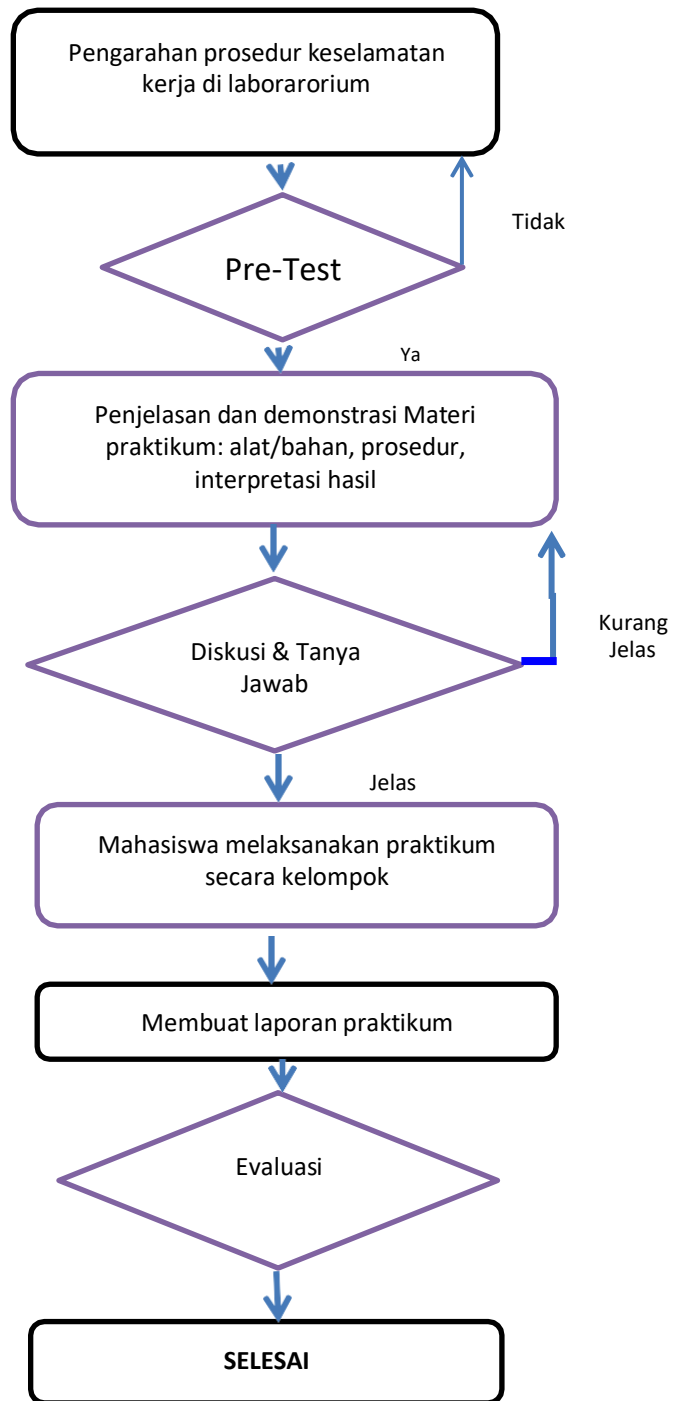 Pengarahan prosedur keselamatan
kerja di laborarorium
Tidak
Pre-Test
Ya
Penjelasan dan demonstrasi Materi
praktikum: alat/bahan, prosedur,
interpretasi hasil
Kurang
Jelas
Diskusi & Tanya
Jawab
Jelas
Mahasiswa melaksanakan praktikum
secara kelompok
Membuat laporan praktikum
Evaluasi
SELESAI